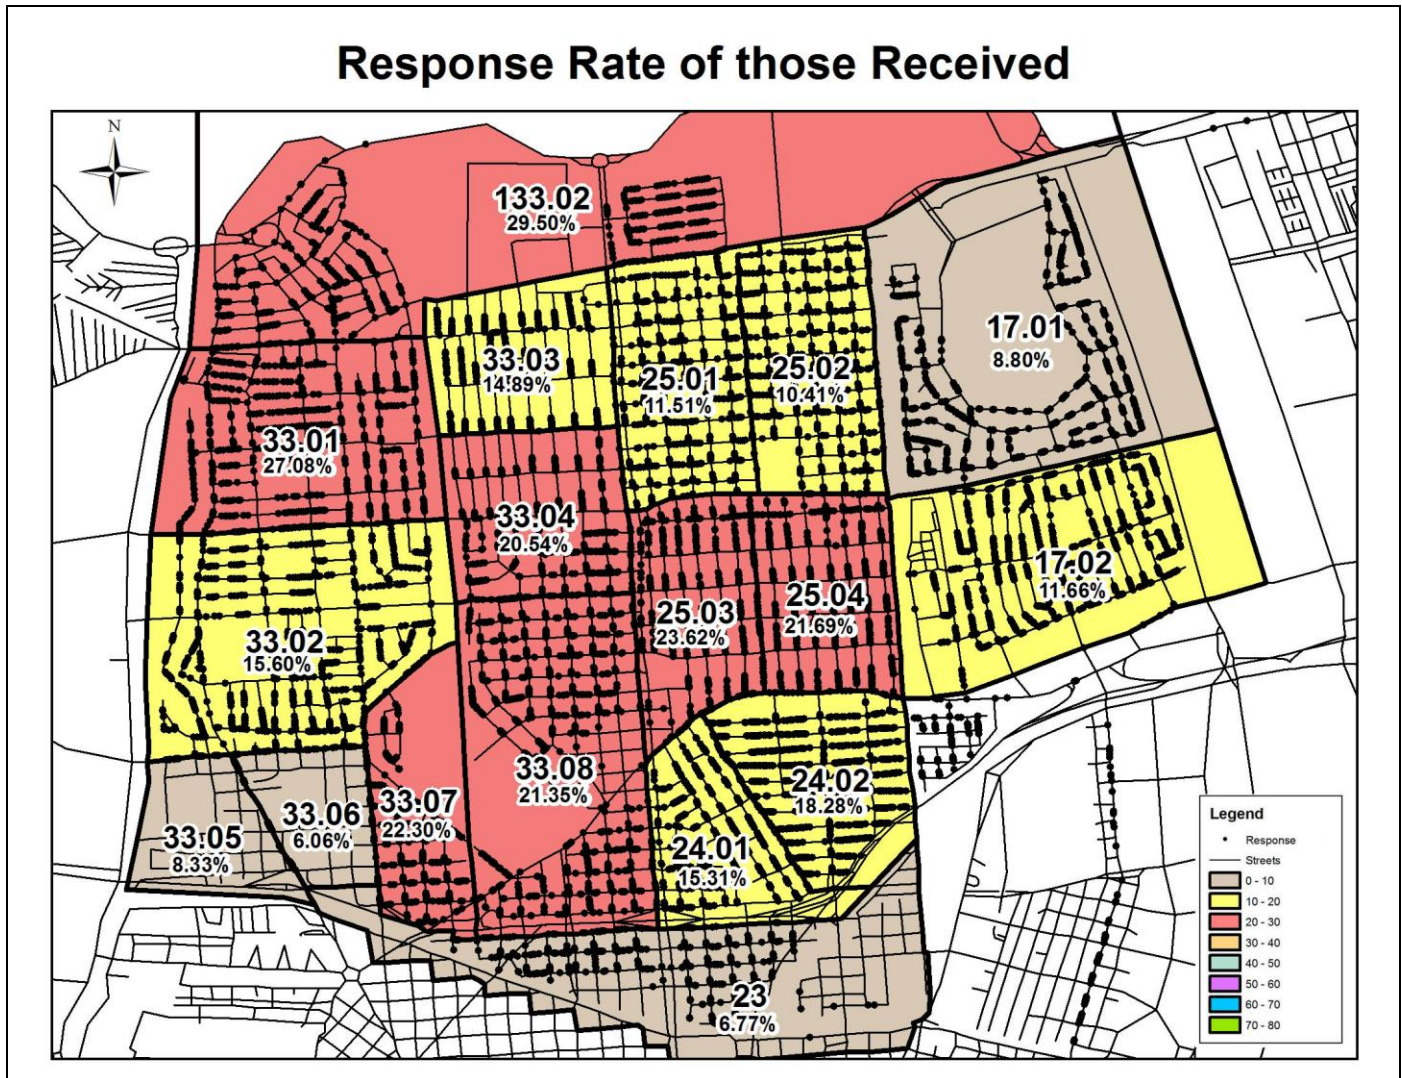 Response Rate of those Received
N
133.02
29.50%
33.03
14.89%
25.01
11.51%
25.02
10.41%
17.01
8.80%
33.01
27.08%
33.04
20.54%
25.03
23.62%
25.04
21.69%
17.02
11.66%
33.02
15.60%
33.08
21.35%
24.02
18.28%
33.07
22.30%
33.06
6.06%
33.05
8.33%
24.01
15.31%
23
6.77%
Legend
Response
Streets
0 - 10
10 - 20
20 - 30
30 - 40
40 - 50
50 - 60
60 - 70
70 - 80